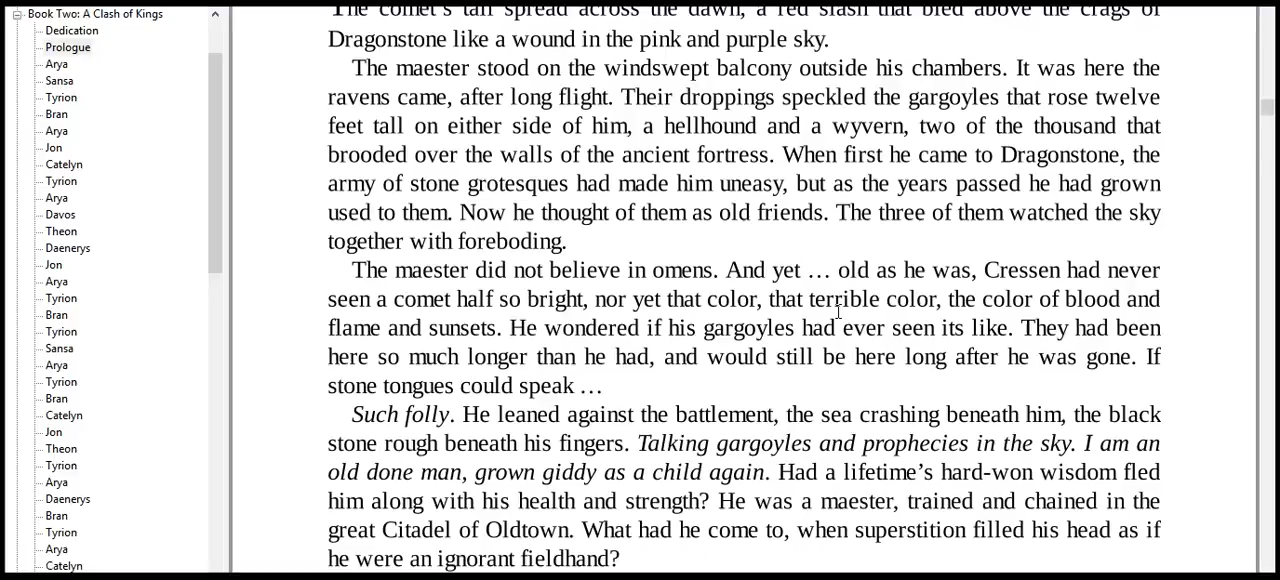 Book Two: A Clash of Kings
Dedication
Prologue
Arya
Sansa
Tyrion
Bran
Arya
Jon
Catelyn
Tyrion
Arya
Davos
Theon
Daenerys
Jon
Arya
Tyrion
Bran
Tyrion
Sansa
Arya
Tyrion
Bran
Catelyn
Jon
Theon
Tyrion
Arya
Daenerys
Bran
Tyrion
Arya
Catelyn
The comet's tail spread across the dawn, a red slash that bled above the crags of
Dragonstone like a wound in the pink and purple sky.
The maester stood on the windswept balcony outside his chambers. It was here the
ravens came, after long flight. Their droppings speckled the gargoyles that rose twelve
feet tall on either side of him, a hellhound and a wyvern, two of the thousand that
brooded over the walls of the ancient fortress. When first he came to Dragonstone, the
army of stone grotesques had made him uneasy, but as the years passed he had grown
used to them. Now he thought of them as old friends. The three of them watched the sky
together with foreboding.
The maester did not believe in omens. And yet … old as he was, Cressen had never
seen a comet half so bright, nor yet that color, that terrible color, the color of blood and
flame and sunsets. He wondered if his gargoyles had ever seen its like. They had been
here so much longer than he had, and would still be here long after he was gone. If
stone tongues could speak …
Such folly. He leaned against the battlement, the sea crashing beneath him, the black
stone rough beneath his fingers. Talking gargoyles and prophecies in the sky. I am an
old done man, grown giddy as a child again. Had a lifetime’s hard-won wisdom fled
him along with his health and strength? He was a maester, trained and chained in the
great Citadel of Oldtown. What had he come to, when superstition filled his head as if
he were an ignorant fieldhand?